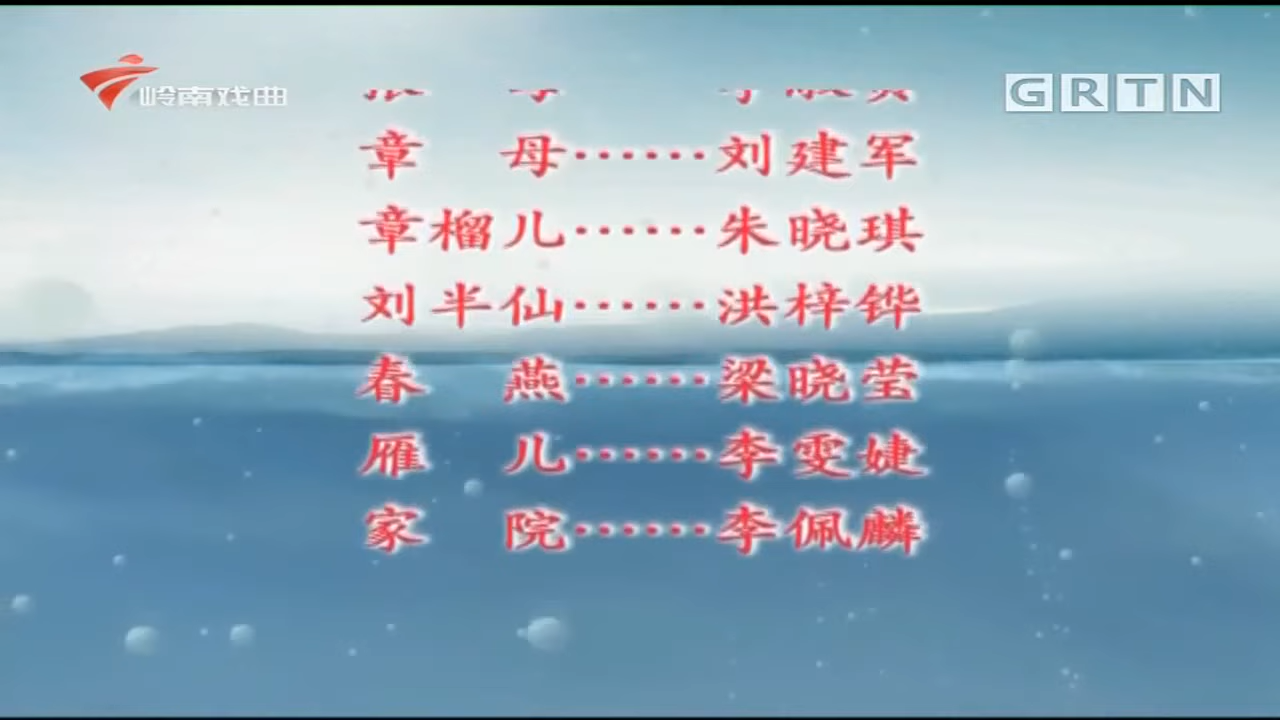 岭南戏曲
GRTN
章　母……刘建军
章榴儿……朱晓琪
刘半仙……洪梓铧
春　燕……梁晓莹
雁　儿……李雯婕
家　院……李佩麟